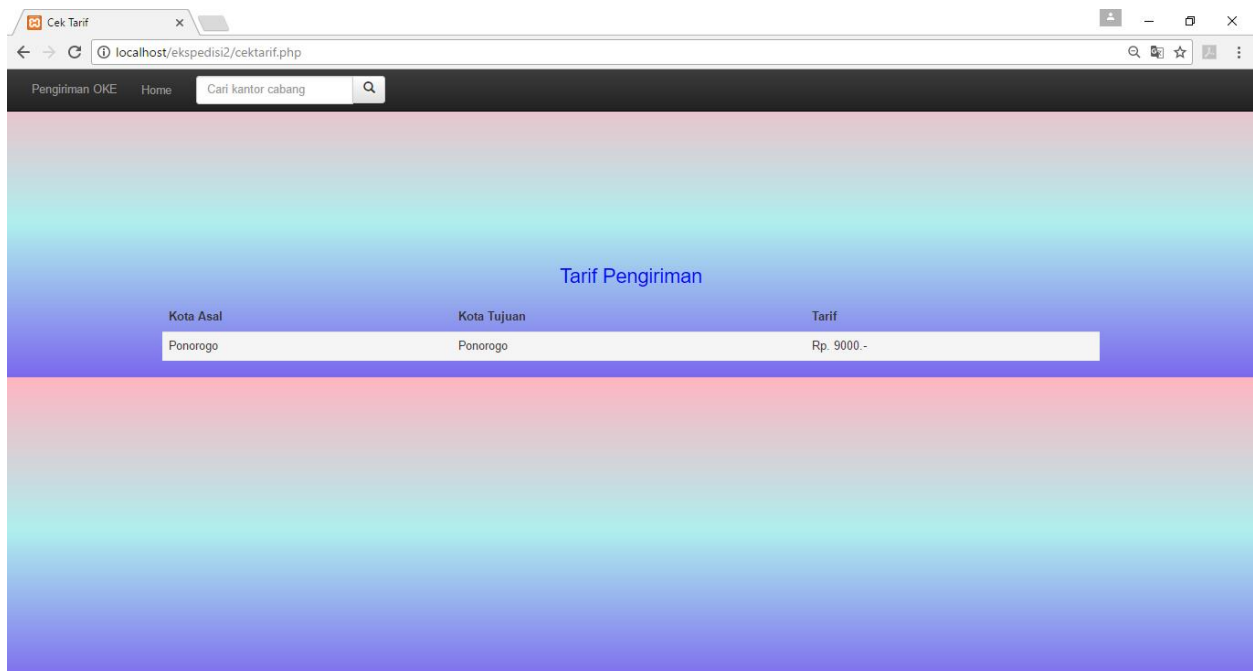 Cek Tarif
localhost/ekspedisi2/cektarif.php
Pengiriman OKE Home Cari kantor cabang
Tarif Pengiriman
Kota Asal Kota Tujuan Tarif
Ponorogo Ponorogo Rp. 9000.-